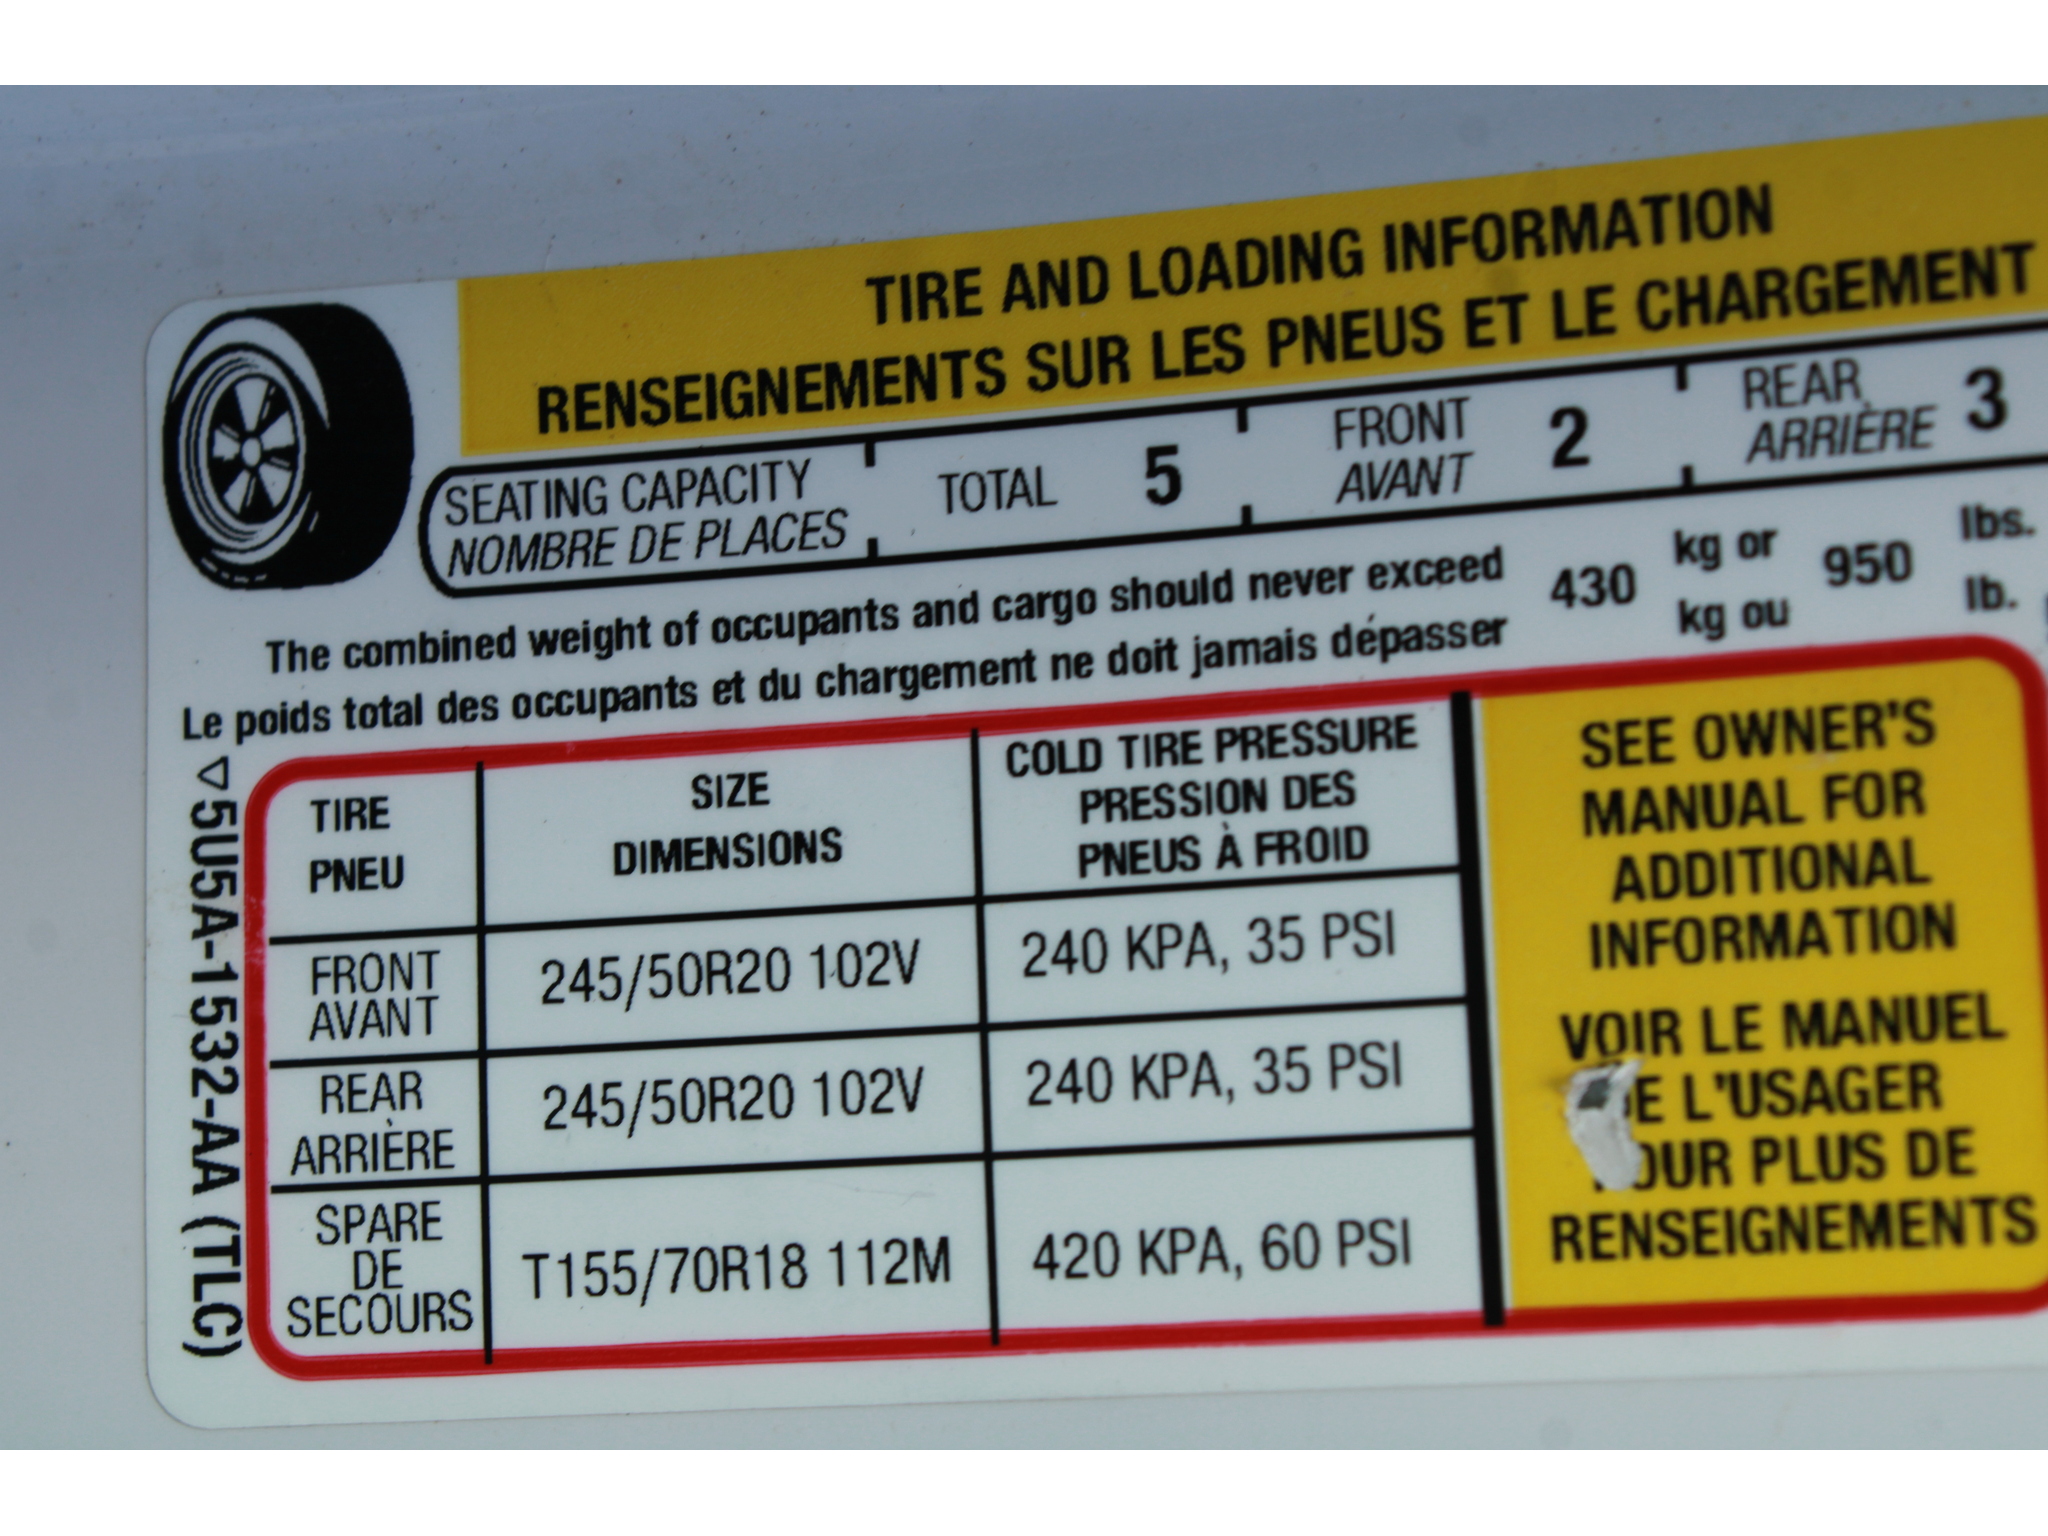 TIRE AND LOADING INFORMATION
RENSEIGNEMENTS SUR LES PNEUS ET LE CHARGEMENT
SEATING CAPACITY
NOMBRE DE PLACES
TOTAL 5
FRONT
AVANT
2
REAR
ARRIÈRE
3
The combined weight of occupants and cargo should never exceed 430 kg or 950 lbs.
Le poids total des occupants et du chargement ne doit jamais dépasser kg ou lb.
5U5A-1532-AA (TLC)
TIRE
PNEU
SIZE
DIMENSIONS
COLD TIRE PRESSURE
PRESSION DES
PNEUS À FROID
FRONT
AVANT
245/50R20 102V
240 KPA, 35 PSI
REAR
ARRIÈRE
245/50R20 102V
240 KPA, 35 PSI
SPARE
DE
SECOURS
T155/70R18 112M
420 KPA, 60 PSI
SEE OWNER'S
MANUAL FOR
ADDITIONAL
INFORMATION
VOIR LE MANUEL
DE L'USAGER
POUR PLUS DE
RENSEIGNEMENTS